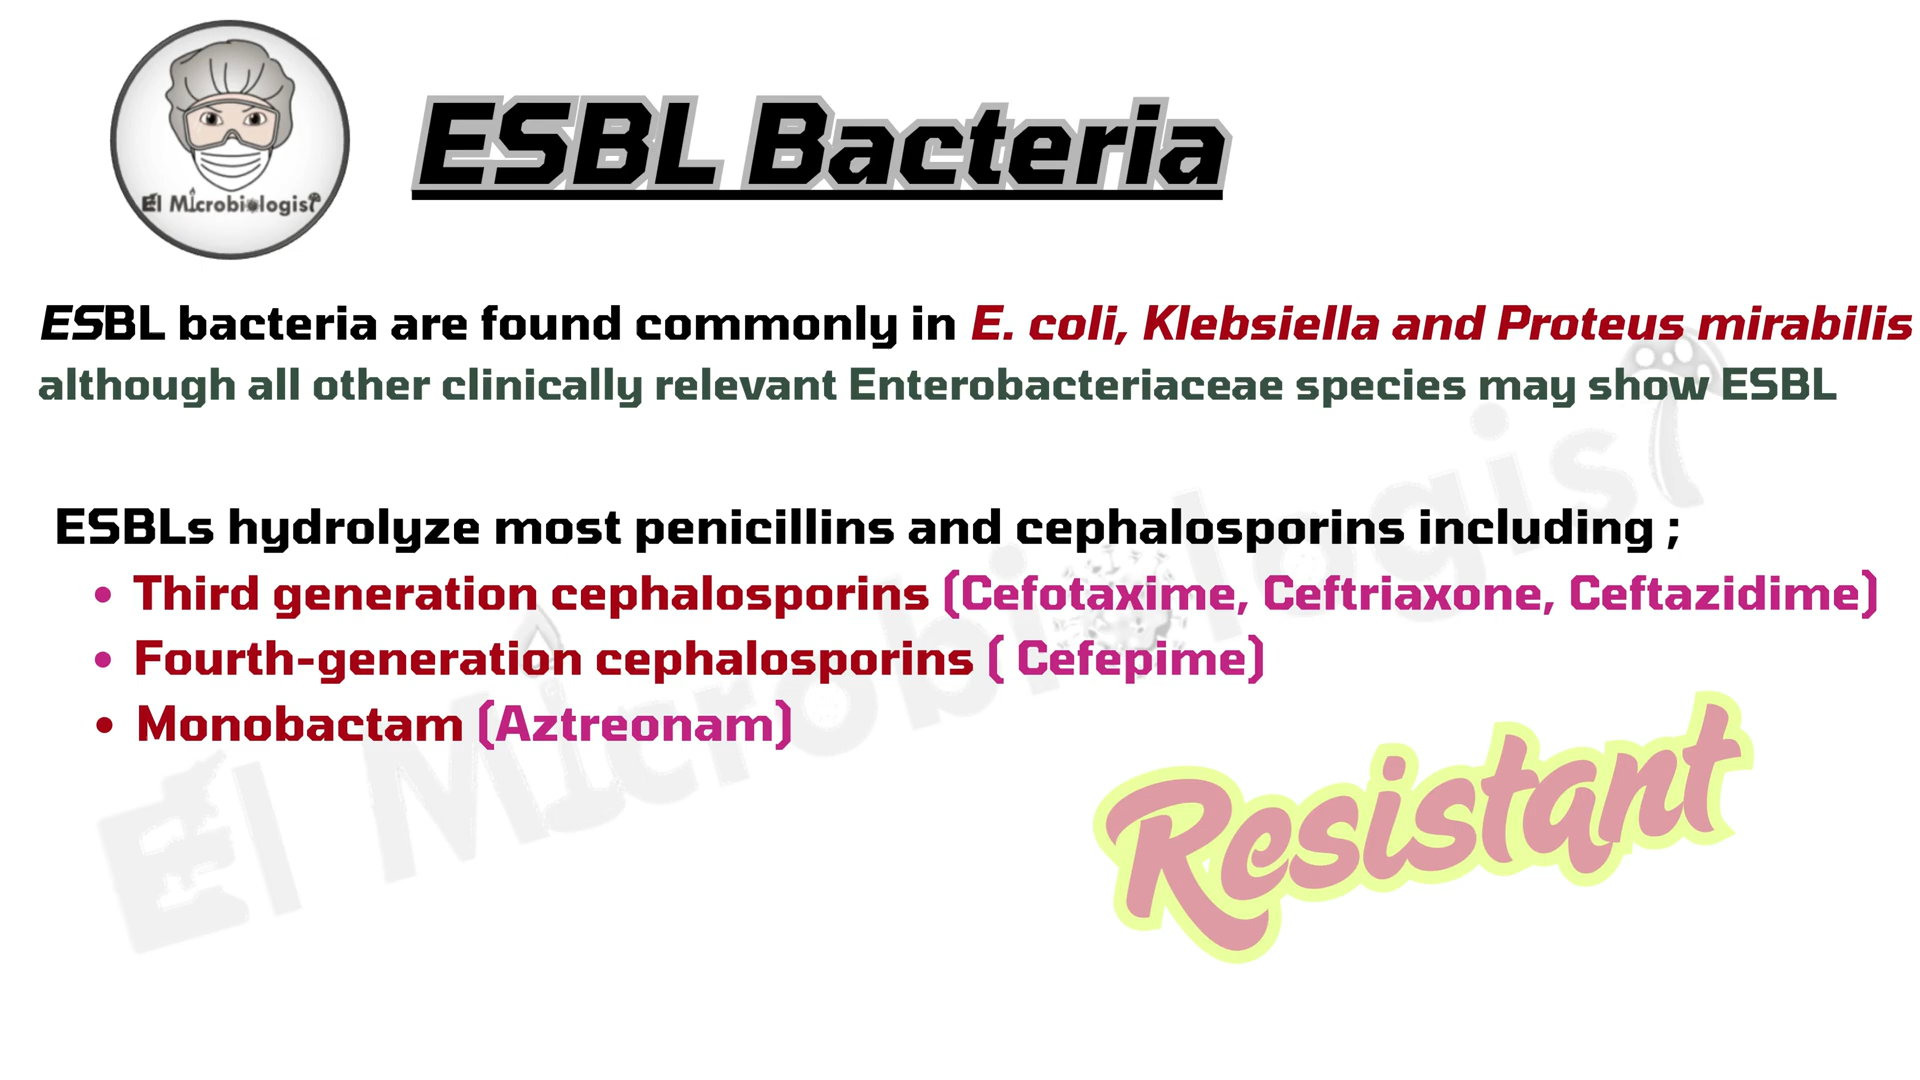 El Microbiologist
ESBL Bacteria
ESBL bacteria are found commonly in E. coli, Klebsiella and Proteus mirabilis
although all other clinically relevant Enterobacteriaceae species may show ESBL
ESBLs hydrolyze most penicillins and cephalosporins including ;
• Third generation cephalosporins (Cefotaxime, Ceftriaxone, Ceftazidime)
• Fourth-generation cephalosporins ( Cefepime)
• Monobactam (Aztreonam)
Resistant
El Microbiologist